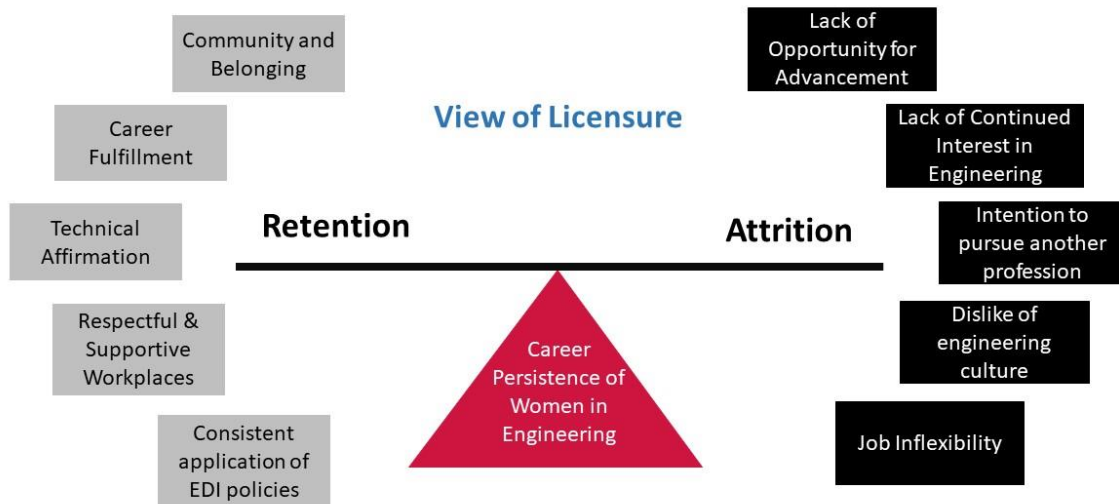 Community and
Belonging
Career
Fulfillment
Technical
Affirmation
Respectful &
Supportive
Workplaces
Consistent
application of
EDI policies
View of Licensure
Retention
Attrition
Career
Persistence of
Women in
Engineering
Lack of
Opportunity for
Advancement
Lack of Continued
Interest in
Engineering
Intention to
pursue another
profession
Dislike of
engineering
culture
Job Inflexibility